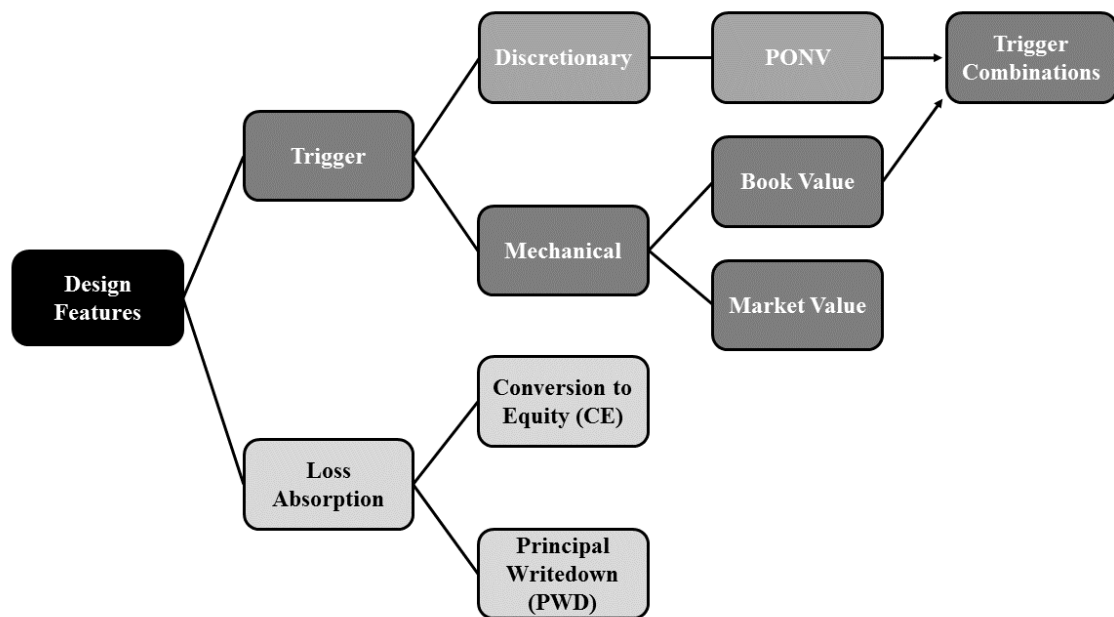 Discretionary
PONV
Trigger
Combinations
Trigger
Book Value
Mechanical
Design
Features
Market Value
Conversion to
Equity (CE)
Loss
Absorption
Principal
Writedown
(PWD)